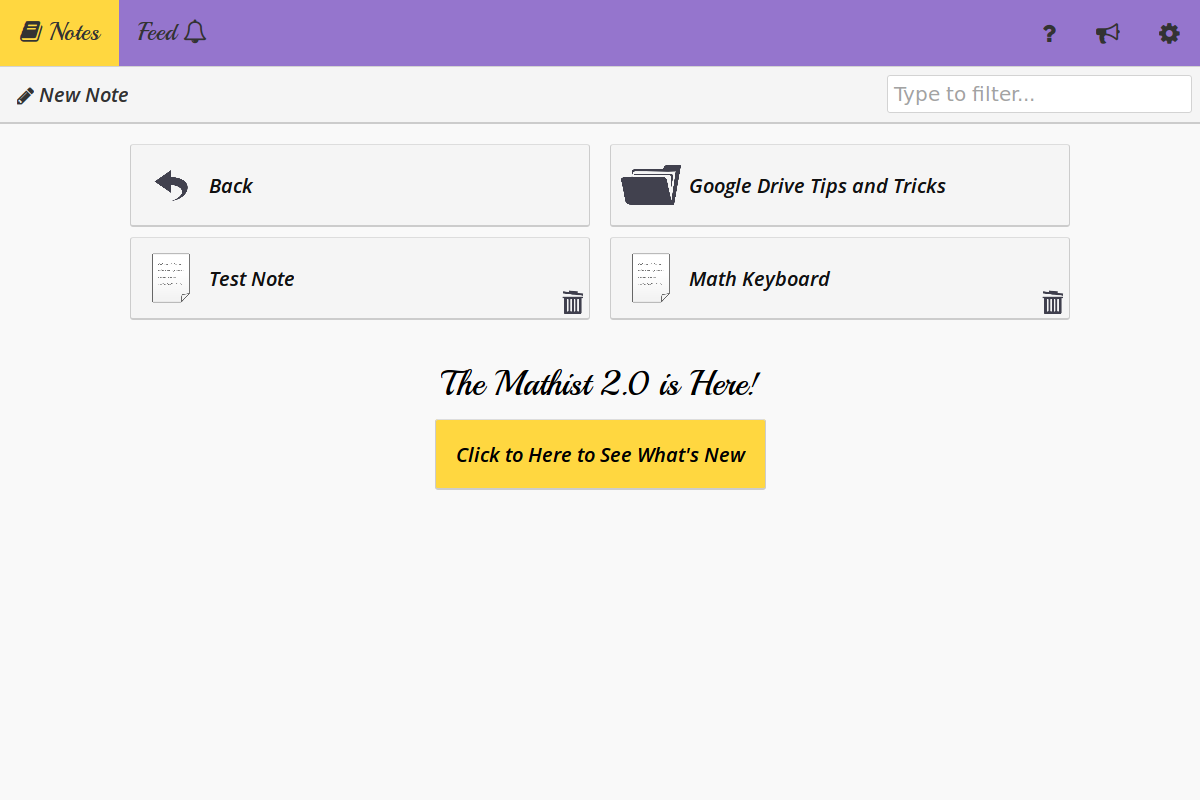 Notes
Feed
?
New Note
Type to filter...
Back
Google Drive Tips and Tricks
Test Note
Math Keyboard
The Mathist 2.0 is Here!
Click to Here to See What's New